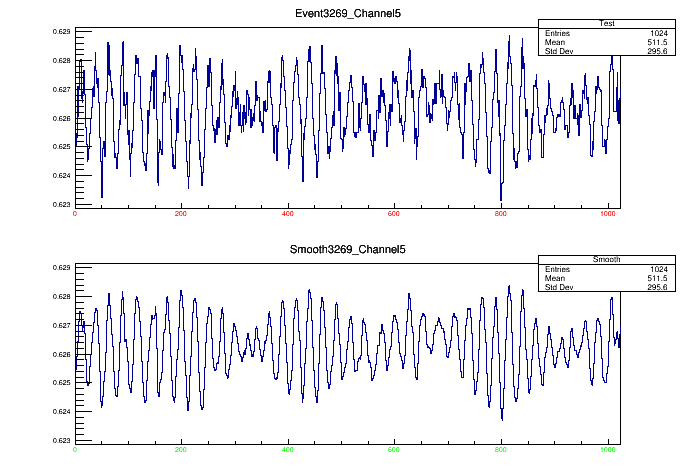 Event3269_Channel5
Test
Entries 1024
Mean 511.5
Std Dev 295.6
0.629
0.628
0.627
0.626
0.625
0.624
0.623
0 200 400 600 800 1000
Smooth3269_Channel5
Smooth
Entries 1024
Mean 511.5
Std Dev 295.6
0.629
0.628
0.627
0.626
0.625
0.624
0.623
0 200 400 600 800 1000